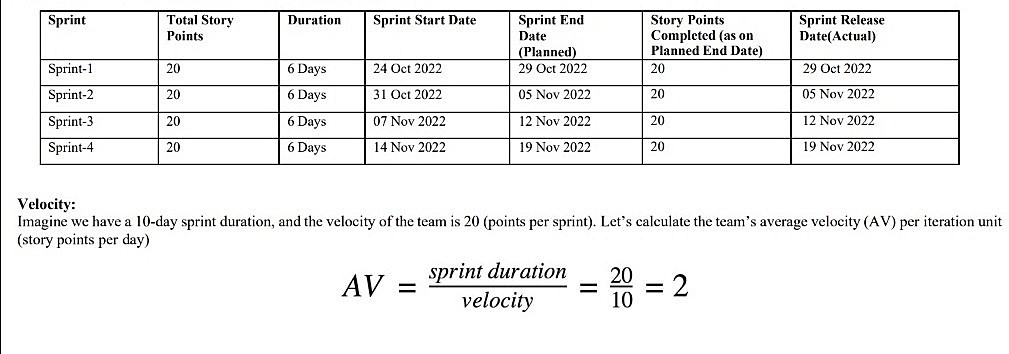 Sprint Total Story Points Duration Sprint Start Date Sprint End Date (Planned) Story Points Completed (as on Planned End Date) Sprint Release Date(Actual)
Sprint-1 20 6 Days 24 Oct 2022 29 Oct 2022 20 29 Oct 2022
Sprint-2 20 6 Days 31 Oct 2022 05 Nov 2022 20 05 Nov 2022
Sprint-3 20 6 Days 07 Nov 2022 12 Nov 2022 20 12 Nov 2022
Sprint-4 20 6 Days 14 Nov 2022 19 Nov 2022 20 19 Nov 2022
Velocity:
Imagine we have a 10-day sprint duration, and the velocity of the team is 20 (points per sprint). Let’s calculate the team’s average velocity (AV) per iteration unit
(story points per day)
AV = sprint duration / velocity = 20 / 10 = 2